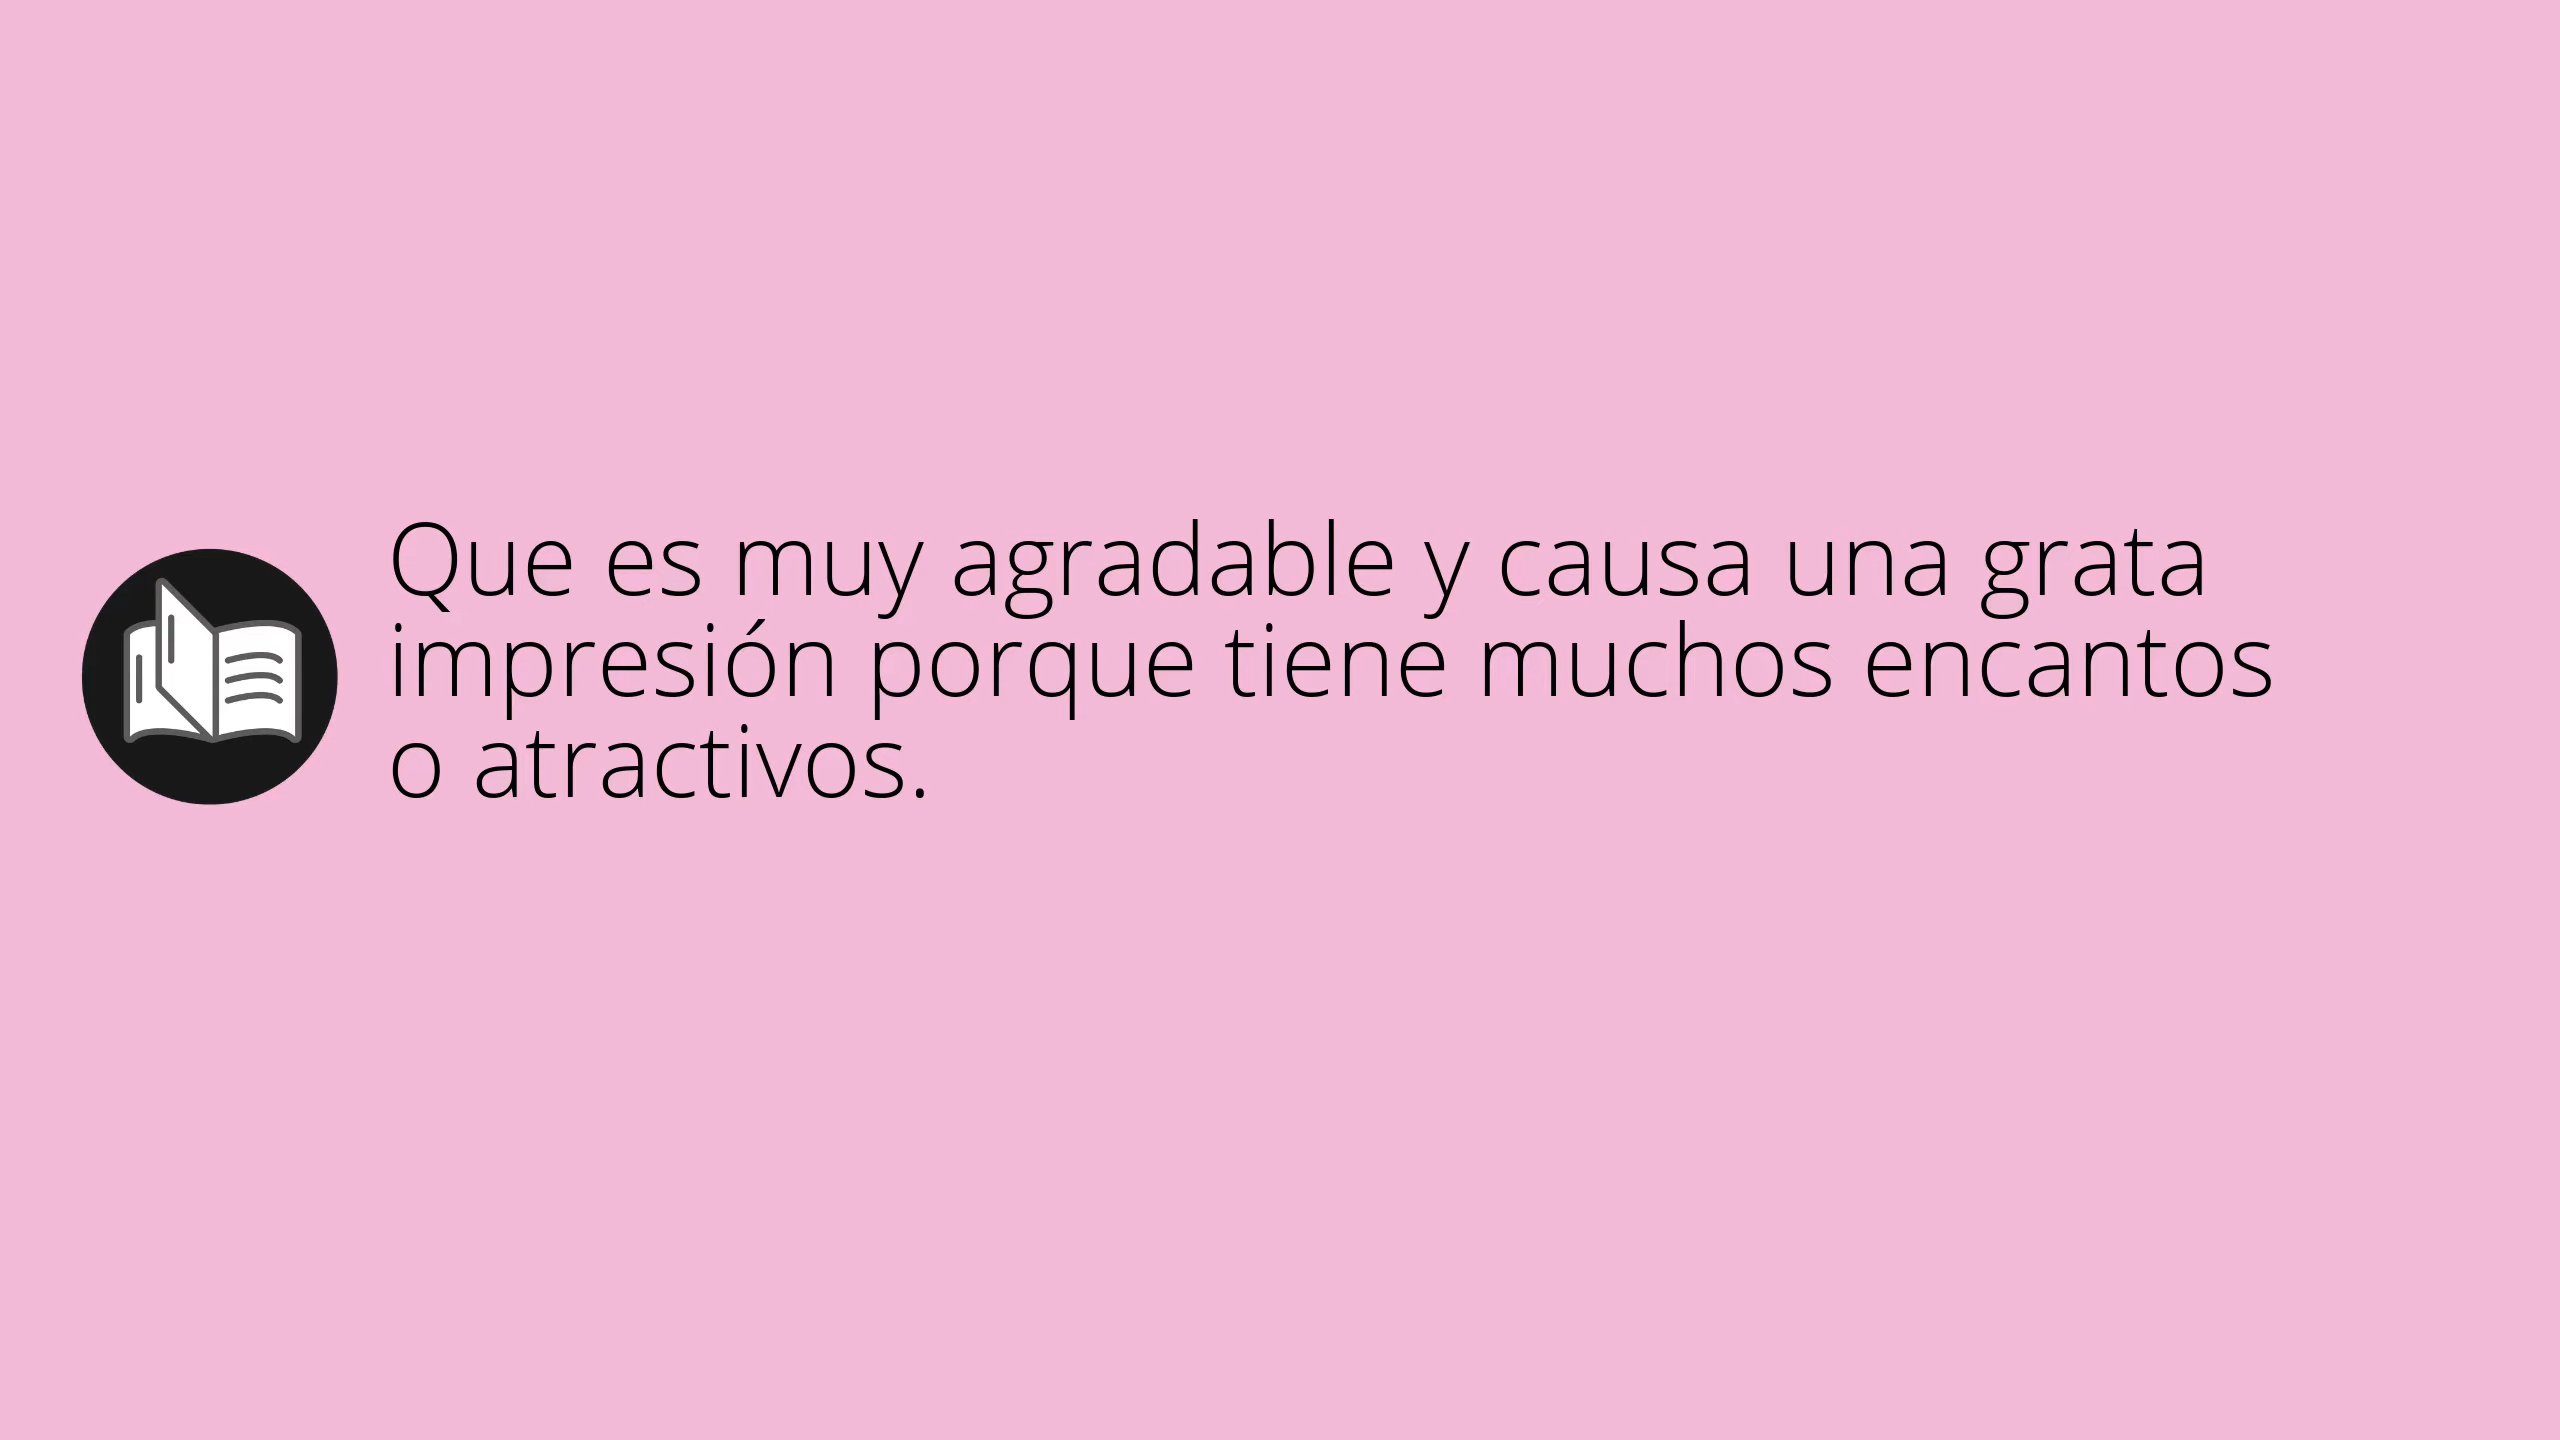 Que es muy agradable y causa una grata
impresión porque tiene muchos encantos
o atractivos.